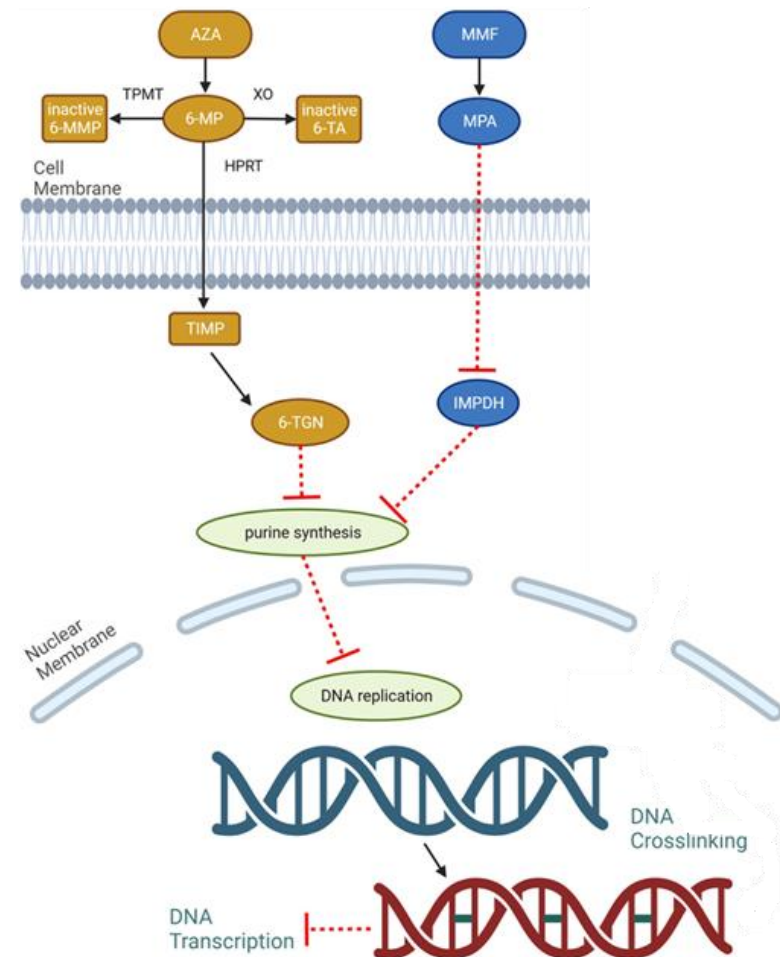 AZA
MMF
TPMT
XO
inactive
6-MMP
6-MP
inactive
6-TA
MPA
HPRT
Cell
Membrane
TIMP
6-TGN
IMPDH
purine synthesis
Nuclear
Membrane
DNA replication
DNA
Crosslinking
DNA
Transcription